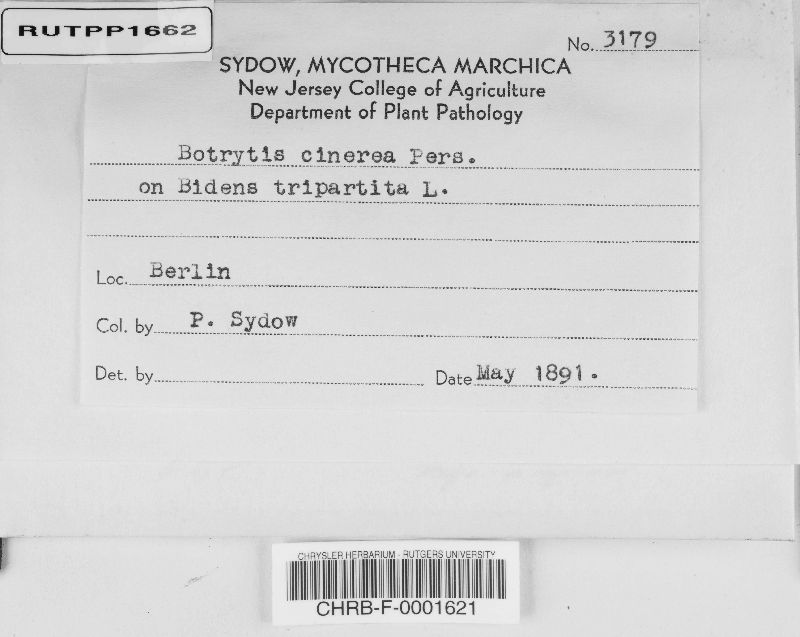 RUTPP1662
No. 3179
SYDOW, MYCOTHECA MARCHICA
New Jersey College of Agriculture
Department of Plant Pathology
Botrytis cinerea Pers.
on Bidens tripartita L.
Loc. Berlin
Col. by P. Sydow
Det. by Date May 1891.
CHRYSLER HERBARIUM - RUTGERS UNIVERSITY
CHRB-F-0001621